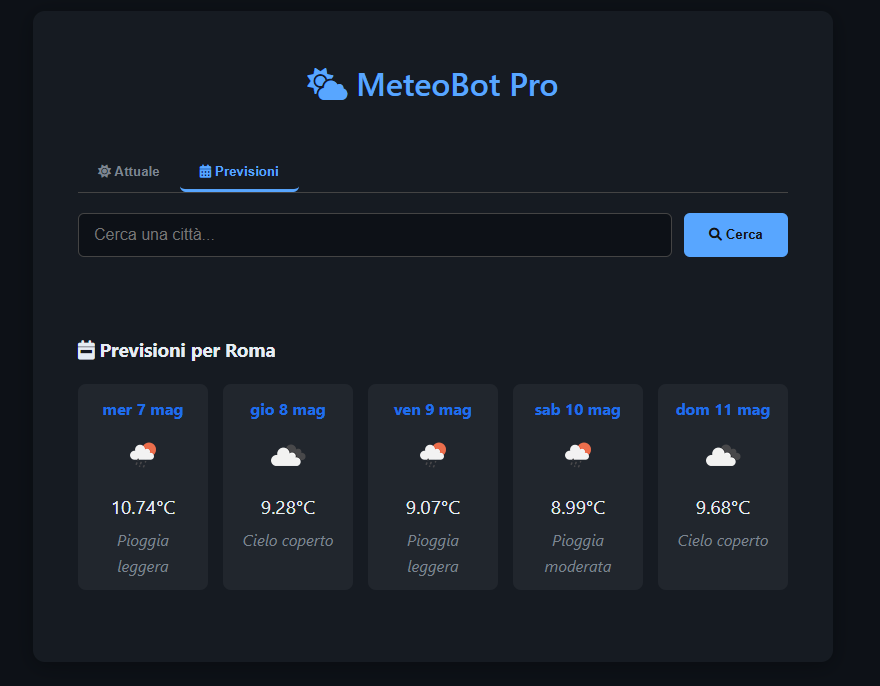 MeteoBot Pro
Attuale
Previsioni
Cerca una città...
Cerca
Previsioni per Roma
mer 7 mag
10.74°C
Pioggia
leggera
gio 8 mag
9.28°C
Cielo coperto
ven 9 mag
9.07°C
Pioggia
leggera
sab 10 mag
8.99°C
Pioggia
moderata
dom 11 mag
9.68°C
Cielo coperto